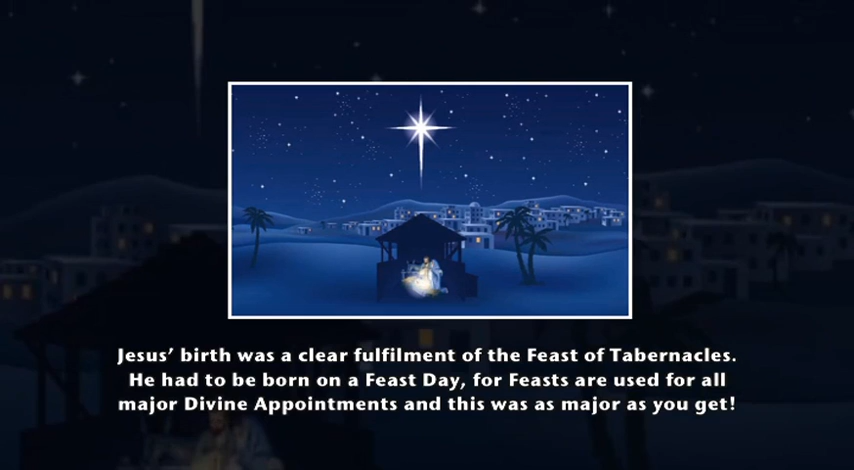 Jesus’ birth was a clear fulfilment of the Feast of Tabernacles.
He had to be born on a Feast Day, for Feasts are used for all
major Divine Appointments and this was as major as you get!